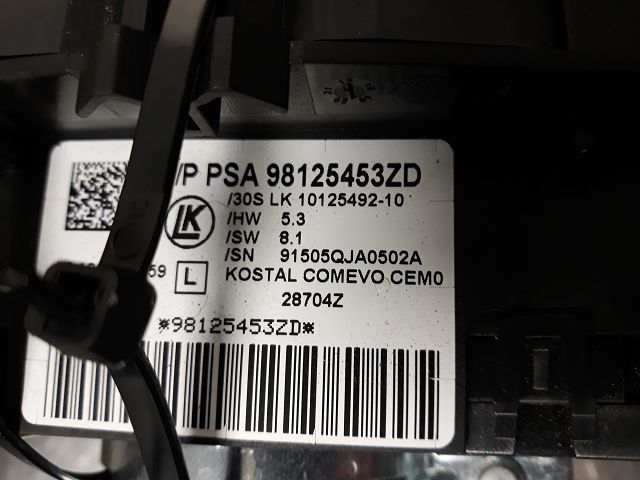 /P PSA 98125453ZD
/30S LK 10125492-10
LK
/HW 5.3
/SW 8.1
/SN 91505QJA0502A
59 L KOSTAL COMEVO CEM0
28704Z
*98125453ZD*